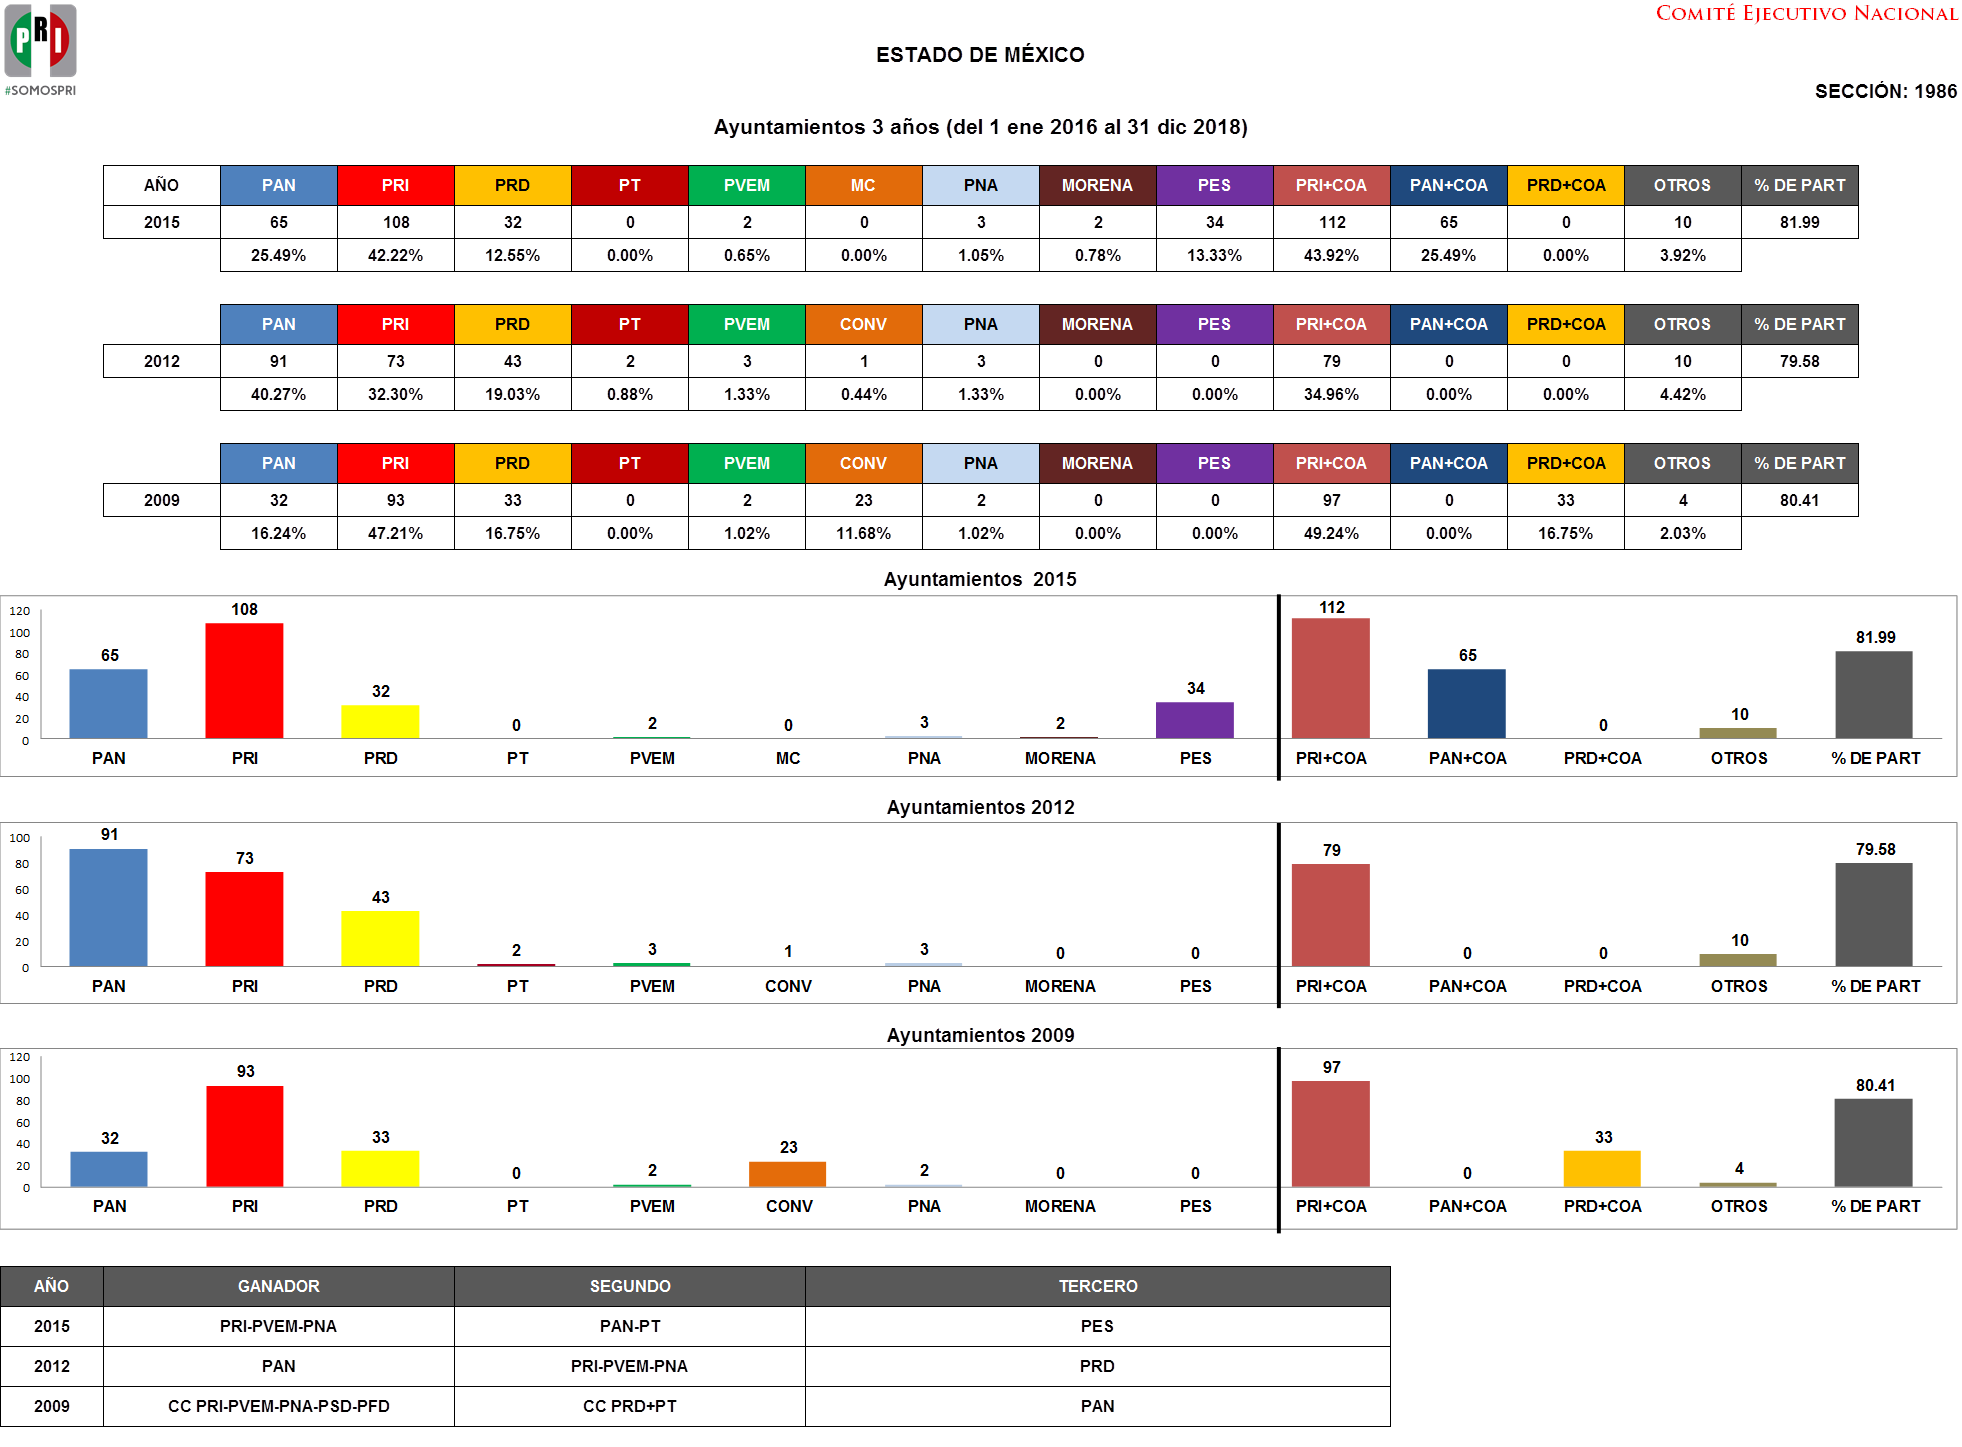 PRI
#SOMOSPRI
COMITÉ EJECUTIVO NACIONAL
ESTADO DE MÉXICO
SECCIÓN: 1986
Ayuntamientos 3 años (del 1 ene 2016 al 31 dic 2018)
AÑO PAN PRI PRD PT PVEM MC PNA MORENA PES PRI+COA PAN+COA PRD+COA OTROS % DE PART
2015 65 108 32 0 2 0 3 2 34 112 65 0 10 81.99
25.49% 42.22% 12.55% 0.00% 0.65% 0.00% 1.05% 0.78% 13.33% 43.92% 25.49% 0.00% 3.92%
PAN PRI PRD PT PVEM CONV PNA MORENA PES PRI+COA PAN+COA PRD+COA OTROS % DE PART
2012 91 73 43 2 3 1 3 0 0 79 0 0 10 79.58
40.27% 32.30% 19.03% 0.88% 1.33% 0.44% 1.33% 0.00% 0.00% 34.96% 0.00% 0.00% 4.42%
PAN PRI PRD PT PVEM CONV PNA MORENA PES PRI+COA PAN+COA PRD+COA OTROS % DE PART
2009 32 93 33 0 2 23 2 0 0 97 0 33 4 80.41
16.24% 47.21% 16.75% 0.00% 1.02% 11.68% 1.02% 0.00% 0.00% 49.24% 0.00% 16.75% 2.03%
Ayuntamientos 2015
120
100
80
60
40
20
0
65 108 32 0 2 0 3 2 34 112 65 0 10 81.99
PAN PRI PRD PT PVEM MC PNA MORENA PES PRI+COA PAN+COA PRD+COA OTROS % DE PART
Ayuntamientos 2012
100
80
60
40
20
0
91 73 43 2 3 1 3 0 0 79 0 0 10 79.58
PAN PRI PRD PT PVEM CONV PNA MORENA PES PRI+COA PAN+COA PRD+COA OTROS % DE PART
Ayuntamientos 2009
120
100
80
60
40
20
0
32 93 33 0 2 23 2 0 0 97 0 33 4 80.41
PAN PRI PRD PT PVEM CONV PNA MORENA PES PRI+COA PAN+COA PRD+COA OTROS % DE PART
AÑO GANADOR SEGUNDO TERCERO
2015 PRI-PVEM-PNA PAN-PT PES
2012 PAN PRI-PVEM-PNA PRD
2009 CC PRI-PVEM-PNA-PSD-PFD CC PRD+PT PAN